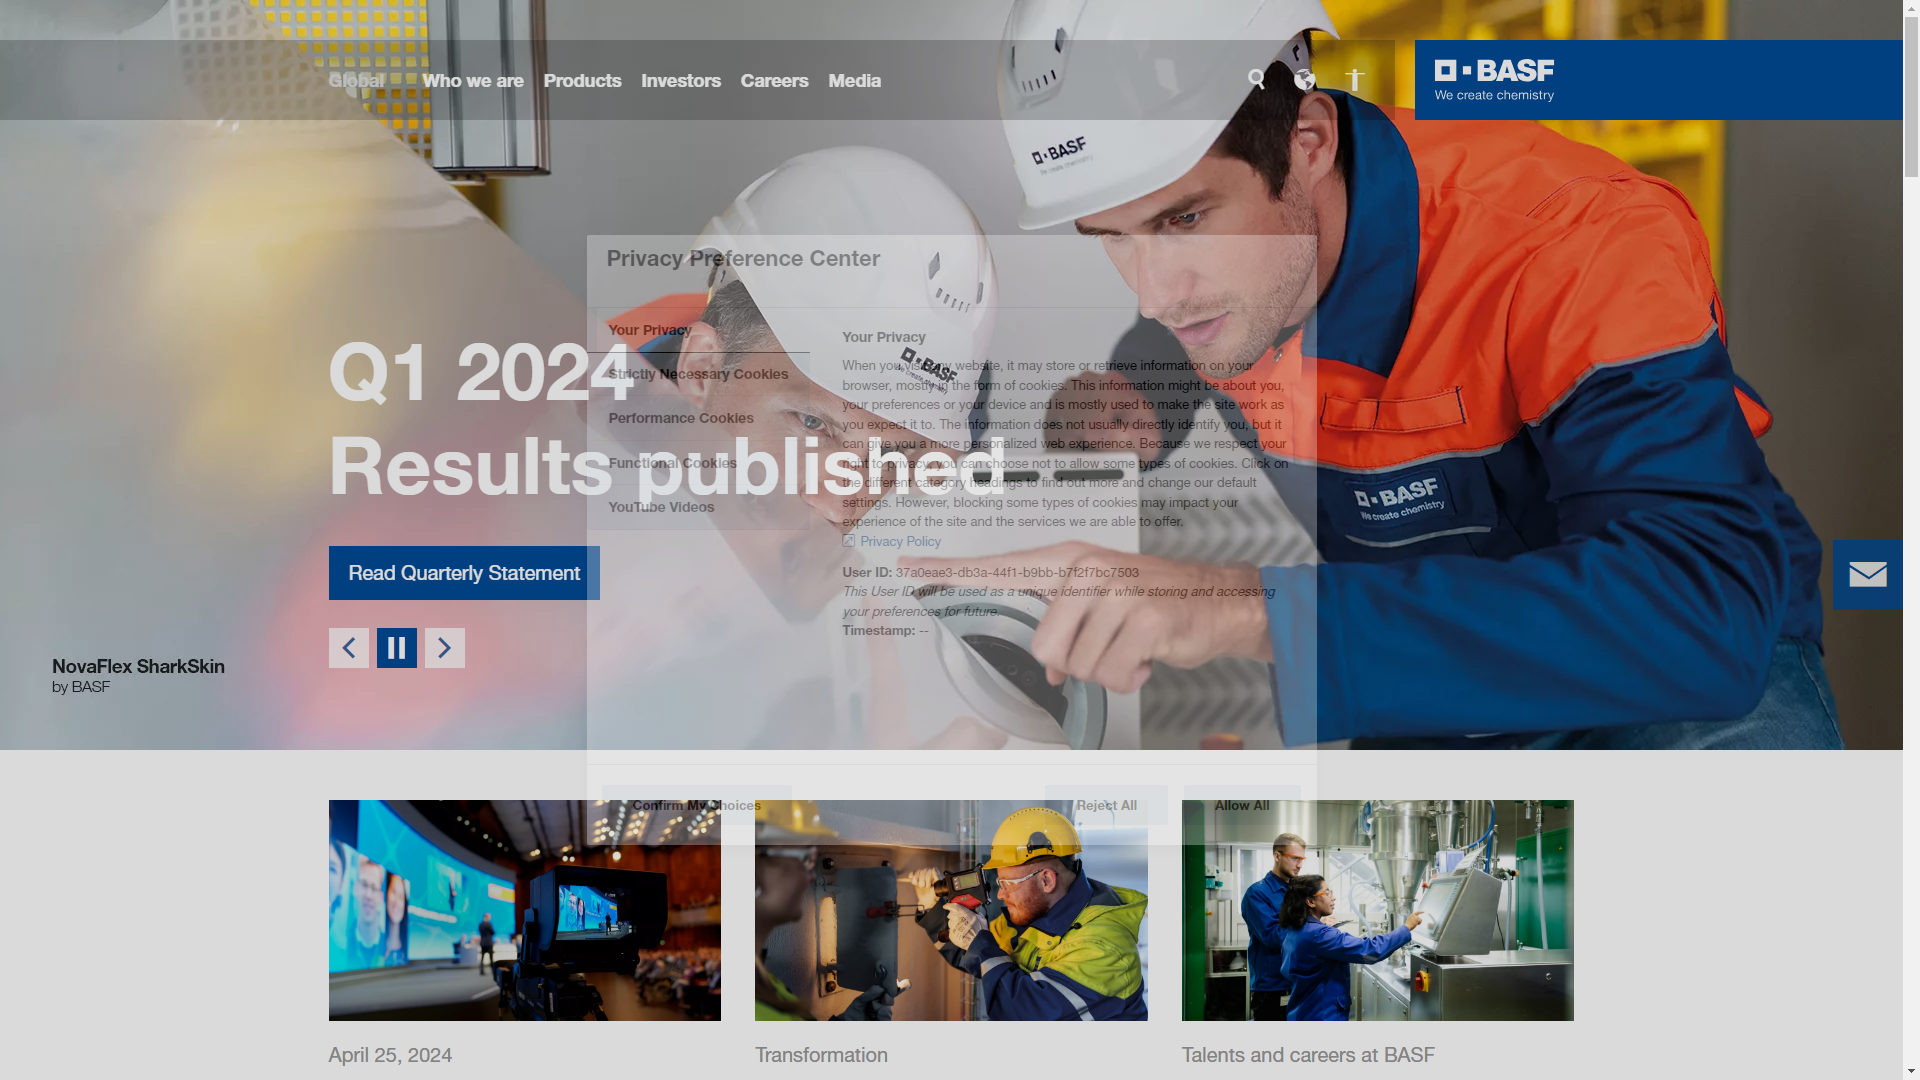 Global
Who we are
Products
Investors
Careers
Media
BASF
We create chemistry
BASF
We create chemistry
Privacy Preference Center
Your Privacy
Strictly Necessary Cookies
Performance Cookies
Functional Cookies
YouTube Videos
Your Privacy
When you visit any website, it may store or retrieve information on your
browser, mostly in the form of cookies. This information might be about you,
your preferences or your device and is mostly used to make the site work as
you expect it to. The information does not usually directly identify you, but it
can give you a more personalized web experience. Because we respect your
right to privacy, you can choose not to allow some types of cookies. Click on
the different category headings to find out more and change our default
settings. However, blocking some types of cookies may impact your
experience of the site and the services we are able to offer.
Privacy Policy
User ID: 37a0eae3-db3a-44f1-b9bb-b7f2f7bc7503
This User ID will be used as a unique identifier while storing and accessing
your preferences for future.
Timestamp: --
BASF
BASF
We create chemistry
Q1 2024
Results published
Read Quarterly Statement
NovaFlex SharkSkin
by BASF
Confirm My Choices
Reject All
Allow All
April 25, 2024
Transformation
Talents and careers at BASF